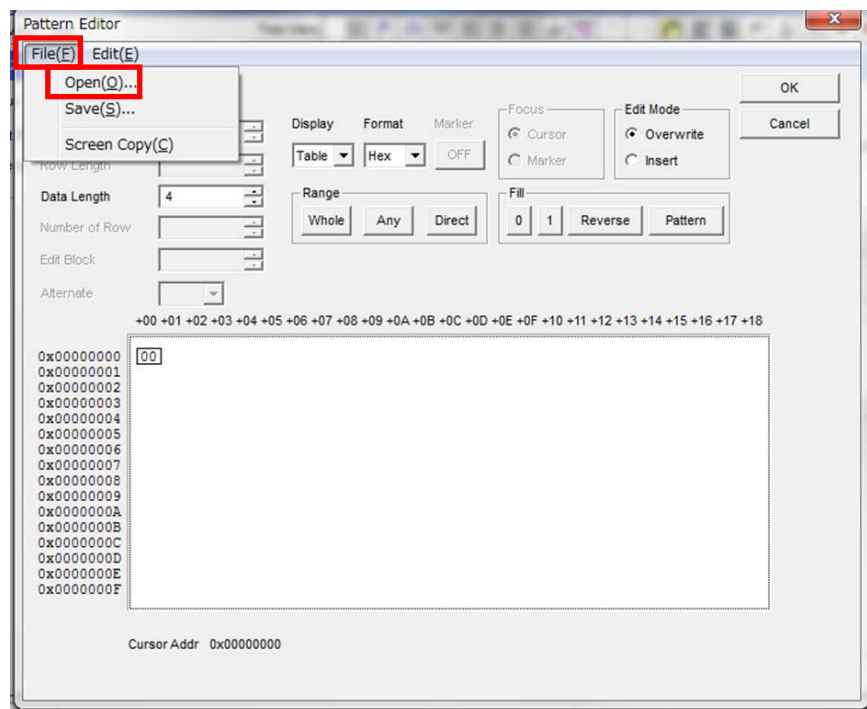 Pattern Editor
File(F) Edit(E)
Open(O)...
Save(S)...
Screen Copy(C)
OK
Cancel
Display Format Marker
Table Hex OFF
Focus
Cursor
Marker
Edit Mode
Overwrite
Insert
Row Length
Data Length 4
Number of Row
Edit Block
Alternate
Range
Whole Any Direct
Fill
0 1 Reverse Pattern
+00 +01 +02 +03 +04 +05 +06 +07 +08 +09 +0A +0B +0C +0D +0E +0F +10 +11 +12 +13 +14 +15 +16 +17 +18
0x00000000 00
0x00000001
0x00000002
0x00000003
0x00000004
0x00000005
0x00000006
0x00000007
0x00000008
0x00000009
0x0000000A
0x0000000B
0x0000000C
0x0000000D
0x0000000E
0x0000000F
Cursor Addr 0x00000000